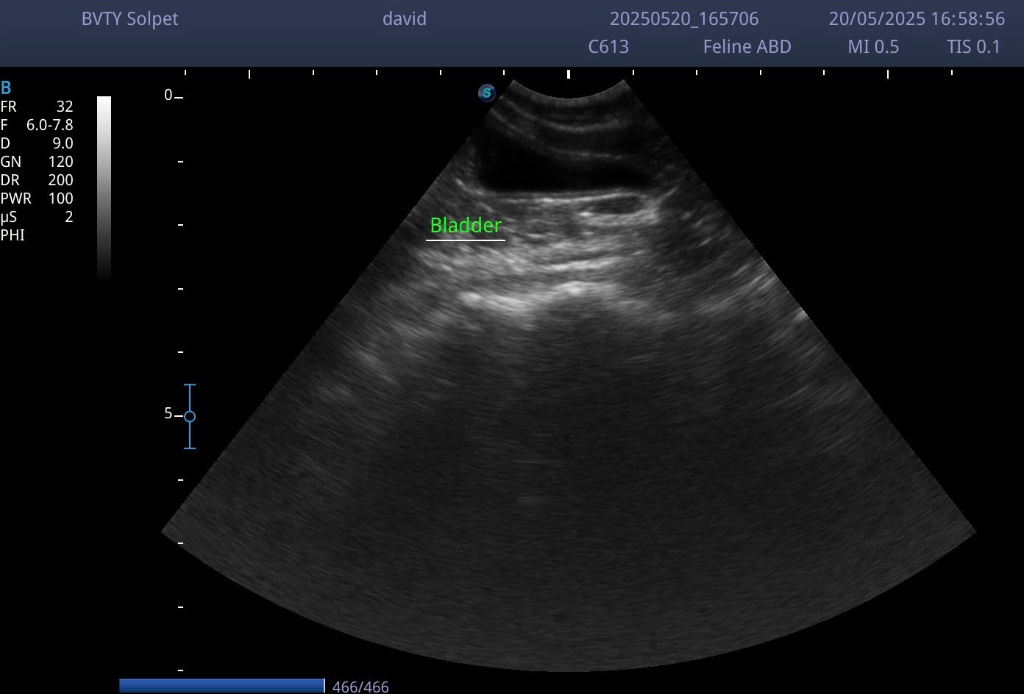 BVTY Solpet david 20250520_165706 20/05/2025 16:58:56
C613 Feline ABD MI 0.5 TIS 0.1
B
FR 32
F 6.0-7.8
D 9.0
GN 120
DR 200
PWR 100
µS 2
PHI
0
S
Bladder
5
466/466